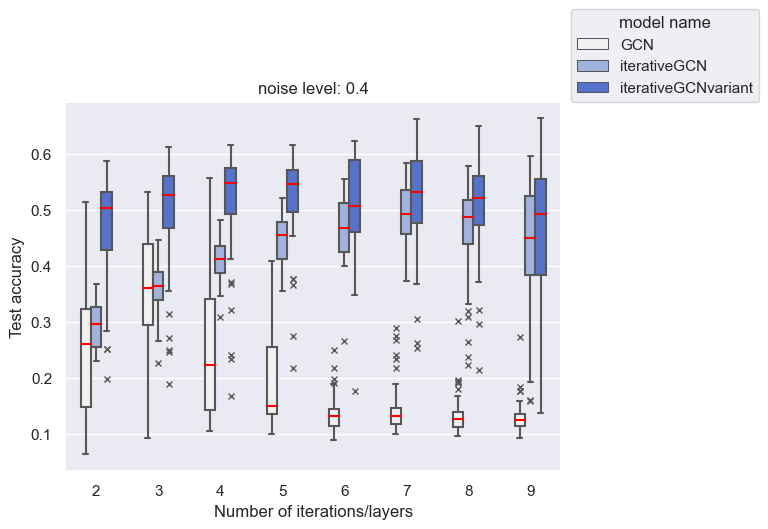 model name
GCN
iterativeGCN
iterativeGCNvariant
noise level: 0.4
Test accuracy
0.6
0.5
0.4
0.3
0.2
0.1
2 3 4 5 6 7 8 9
Number of iterations/layers